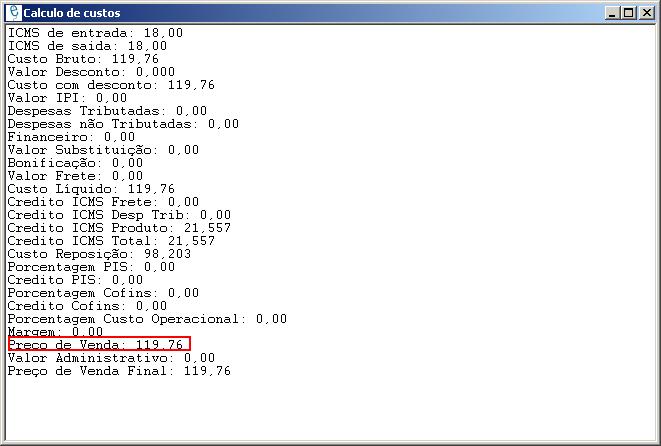 Calculo de custos
ICMS de entrada: 18,00
ICMS de saida: 18,00
Custo Bruto: 119,76
Valor Desconto: 0,000
Custo com desconto: 119,76
Valor IPI: 0,00
Despesas Tributadas: 0,00
Despesas não Tributadas: 0,00
Financeiro: 0,00
Valor Substituição: 0,00
Bonificação: 0,00
Valor Frete: 0,00
Custo Líquido: 119,76
Credito ICMS Frete: 0,00
Credito ICMS Desp Trib: 0,00
Credito ICMS Produto: 21,557
Credito ICMS Total: 21,557
Custo Reposição: 98,203
Porcentagem PIS: 0,00
Credito PIS: 0,00
Porcentagem Cofins: 0,00
Credito Cofins: 0,00
Porcentagem Custo Operacional: 0,00
Margem: 0,00
Preço de Venda: 119,76
Valor Administrativo: 0,00
Preço de Venda Final: 119,76